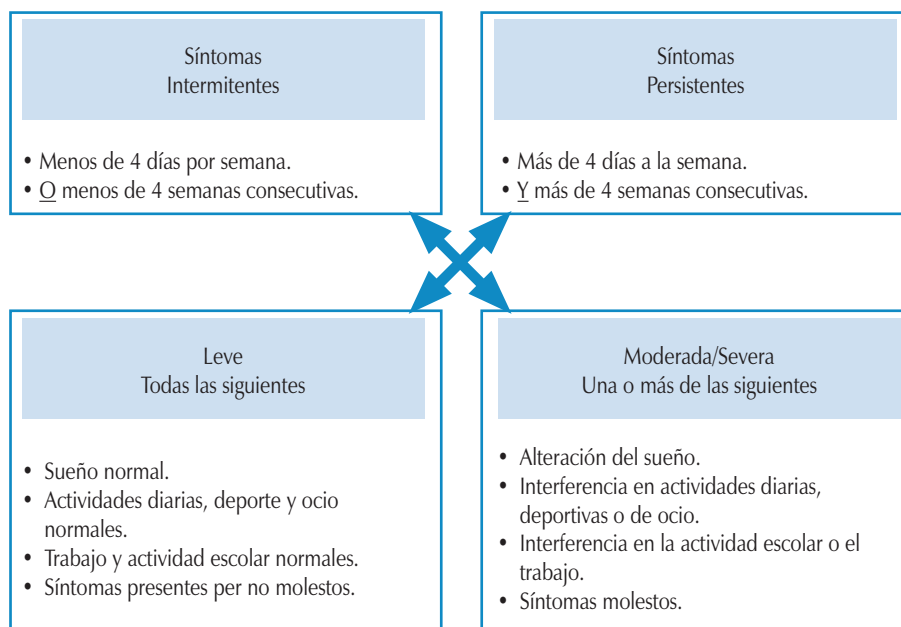 Síntomas
Intermitentes
• Menos de 4 días por semana.
• O menos de 4 semanas consecutivas.
Síntomas
Persistentes
• Más de 4 días a la semana.
• Y más de 4 semanas consecutivas.
Leve
Todas las siguientes
• Sueño normal.
• Actividades diarias, deporte y ocio
normales.
• Trabajo y actividad escolar normales.
• Síntomas presentes per no molestos.
Moderada/Severa
Una o más de las siguientes
• Alteración del sueño.
• Interferencia en actividades diarias,
deportivas o de ocio.
• Interferencia en la actividad escolar o el
trabajo.
• Síntomas molestos.